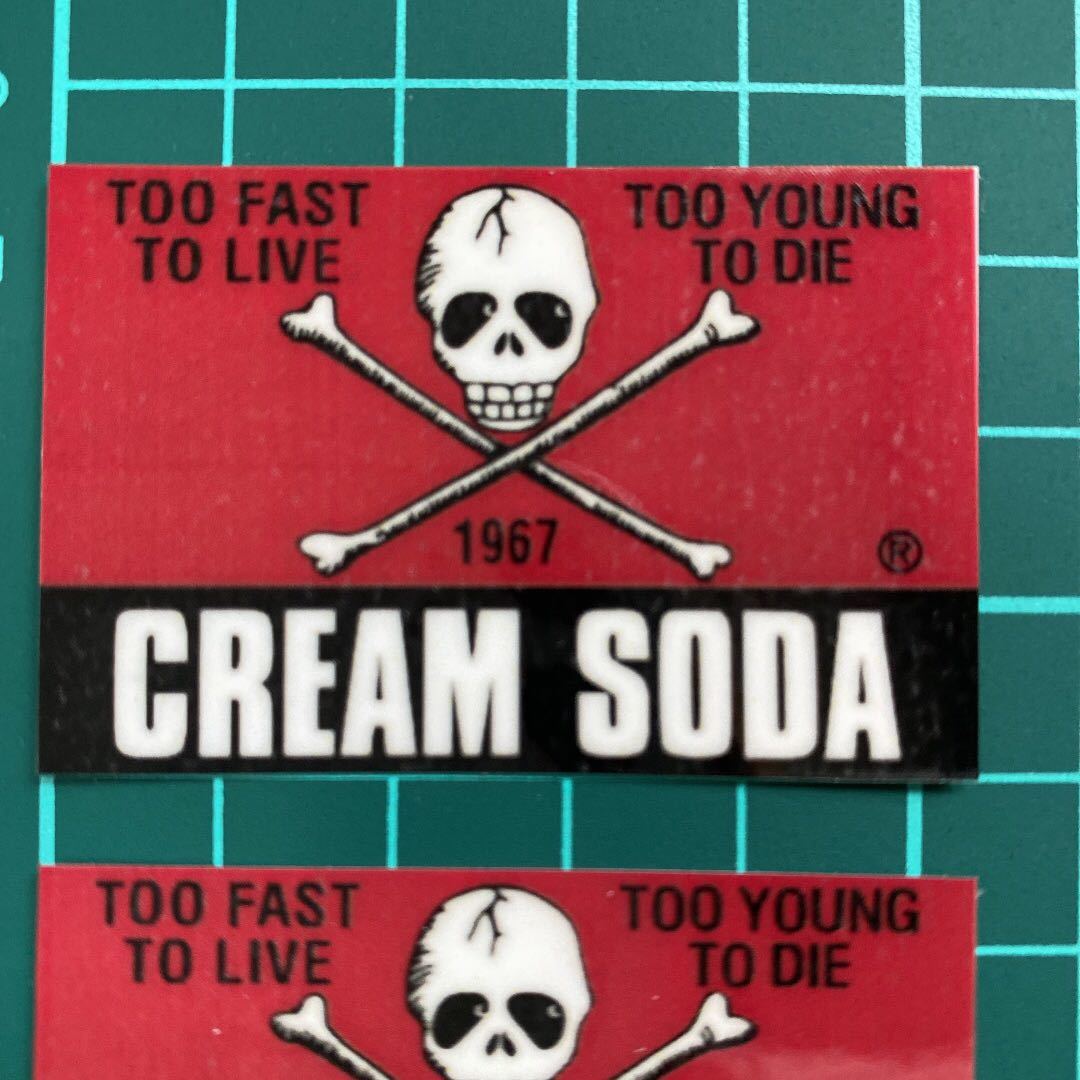 TOO FAST
TO LIVE
TOO YOUNG
TO DIE
1967
®
CREAM SODA
TOO FAST
TO LIVE
TOO YOUNG
TO DIE